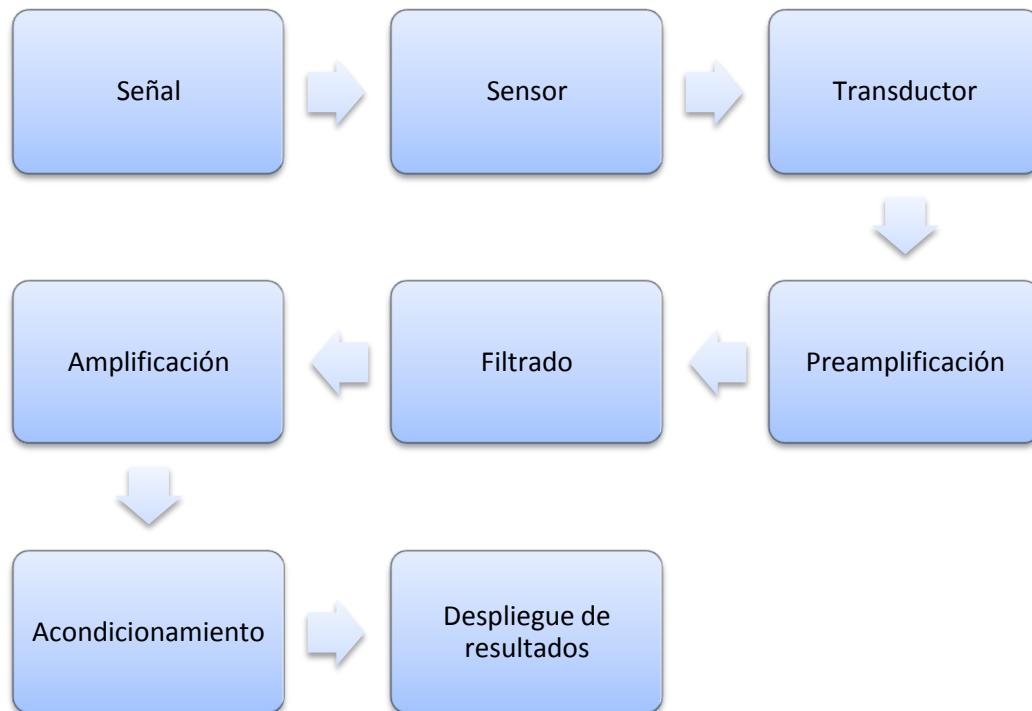 Señal
Sensor
Transductor
Preamplificación
Filtrado
Amplificación
Acondicionamiento
Despliegue de
resultados